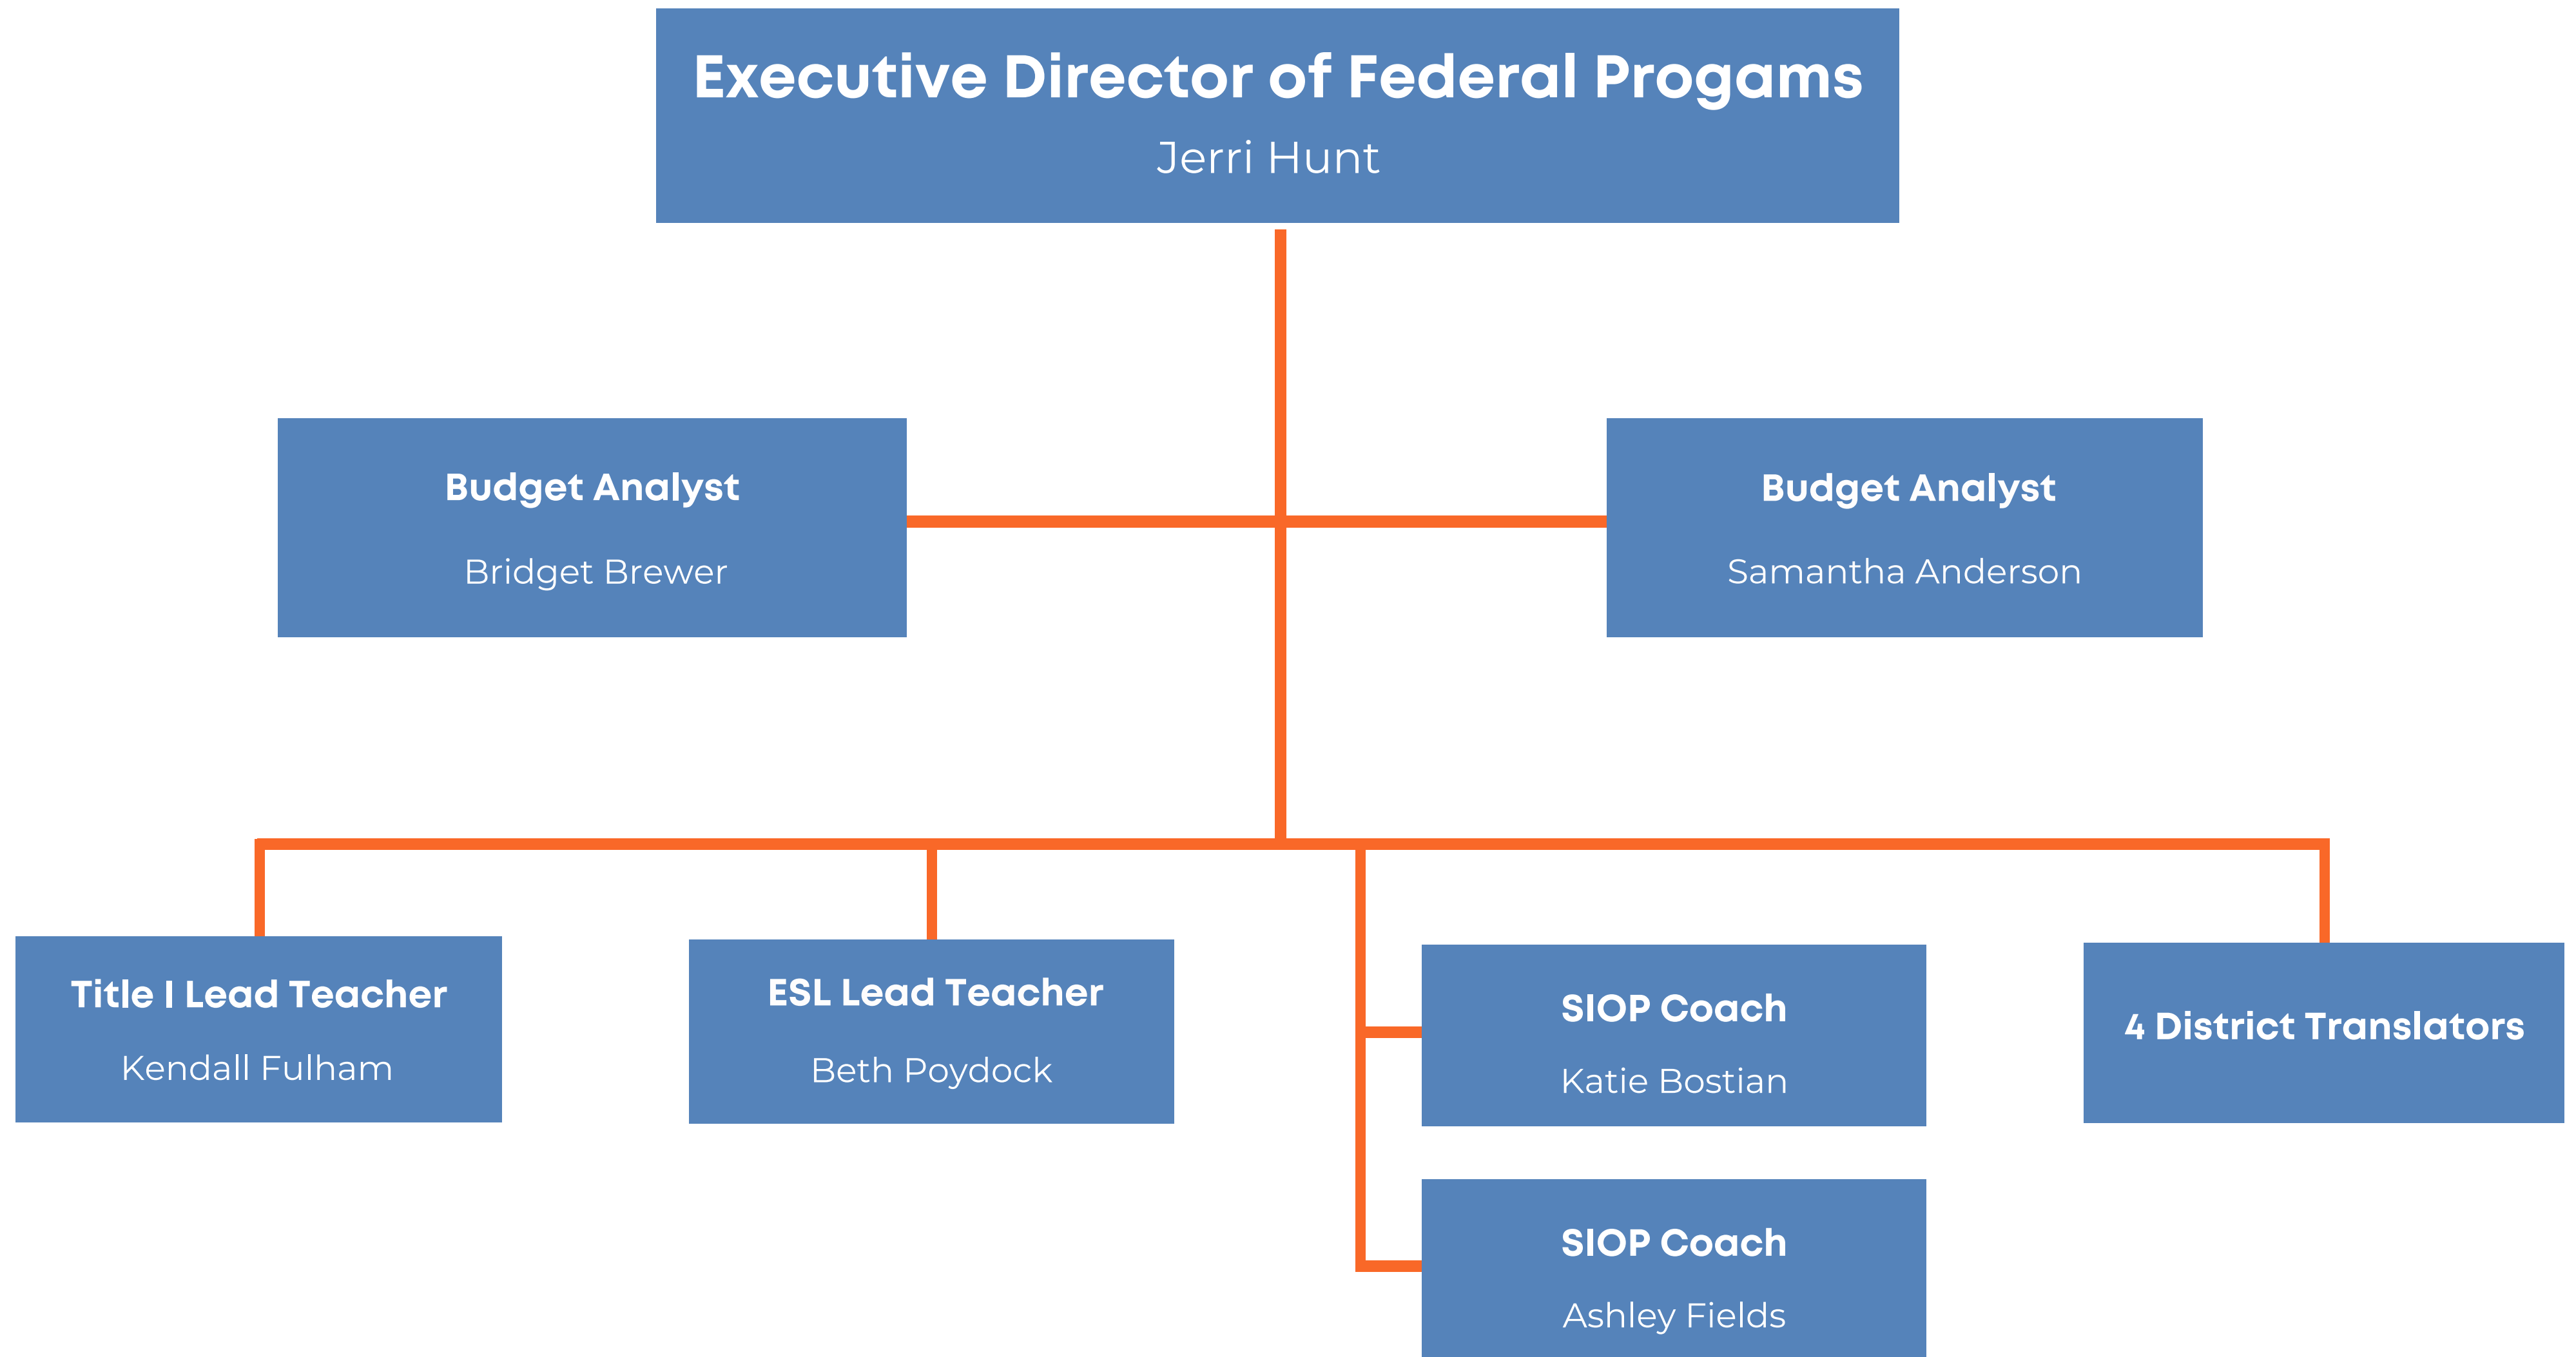 Executive Director of Federal Progams
Jerri Hunt
Budget Analyst
Bridget Brewer
Budget Analyst
Samantha Anderson
Title I Lead Teacher
Kendall Fulham
ESL Lead Teacher
Beth Poydock
SIOP Coach
Katie Bostian
4 District Translators
SIOP Coach
Ashley Fields